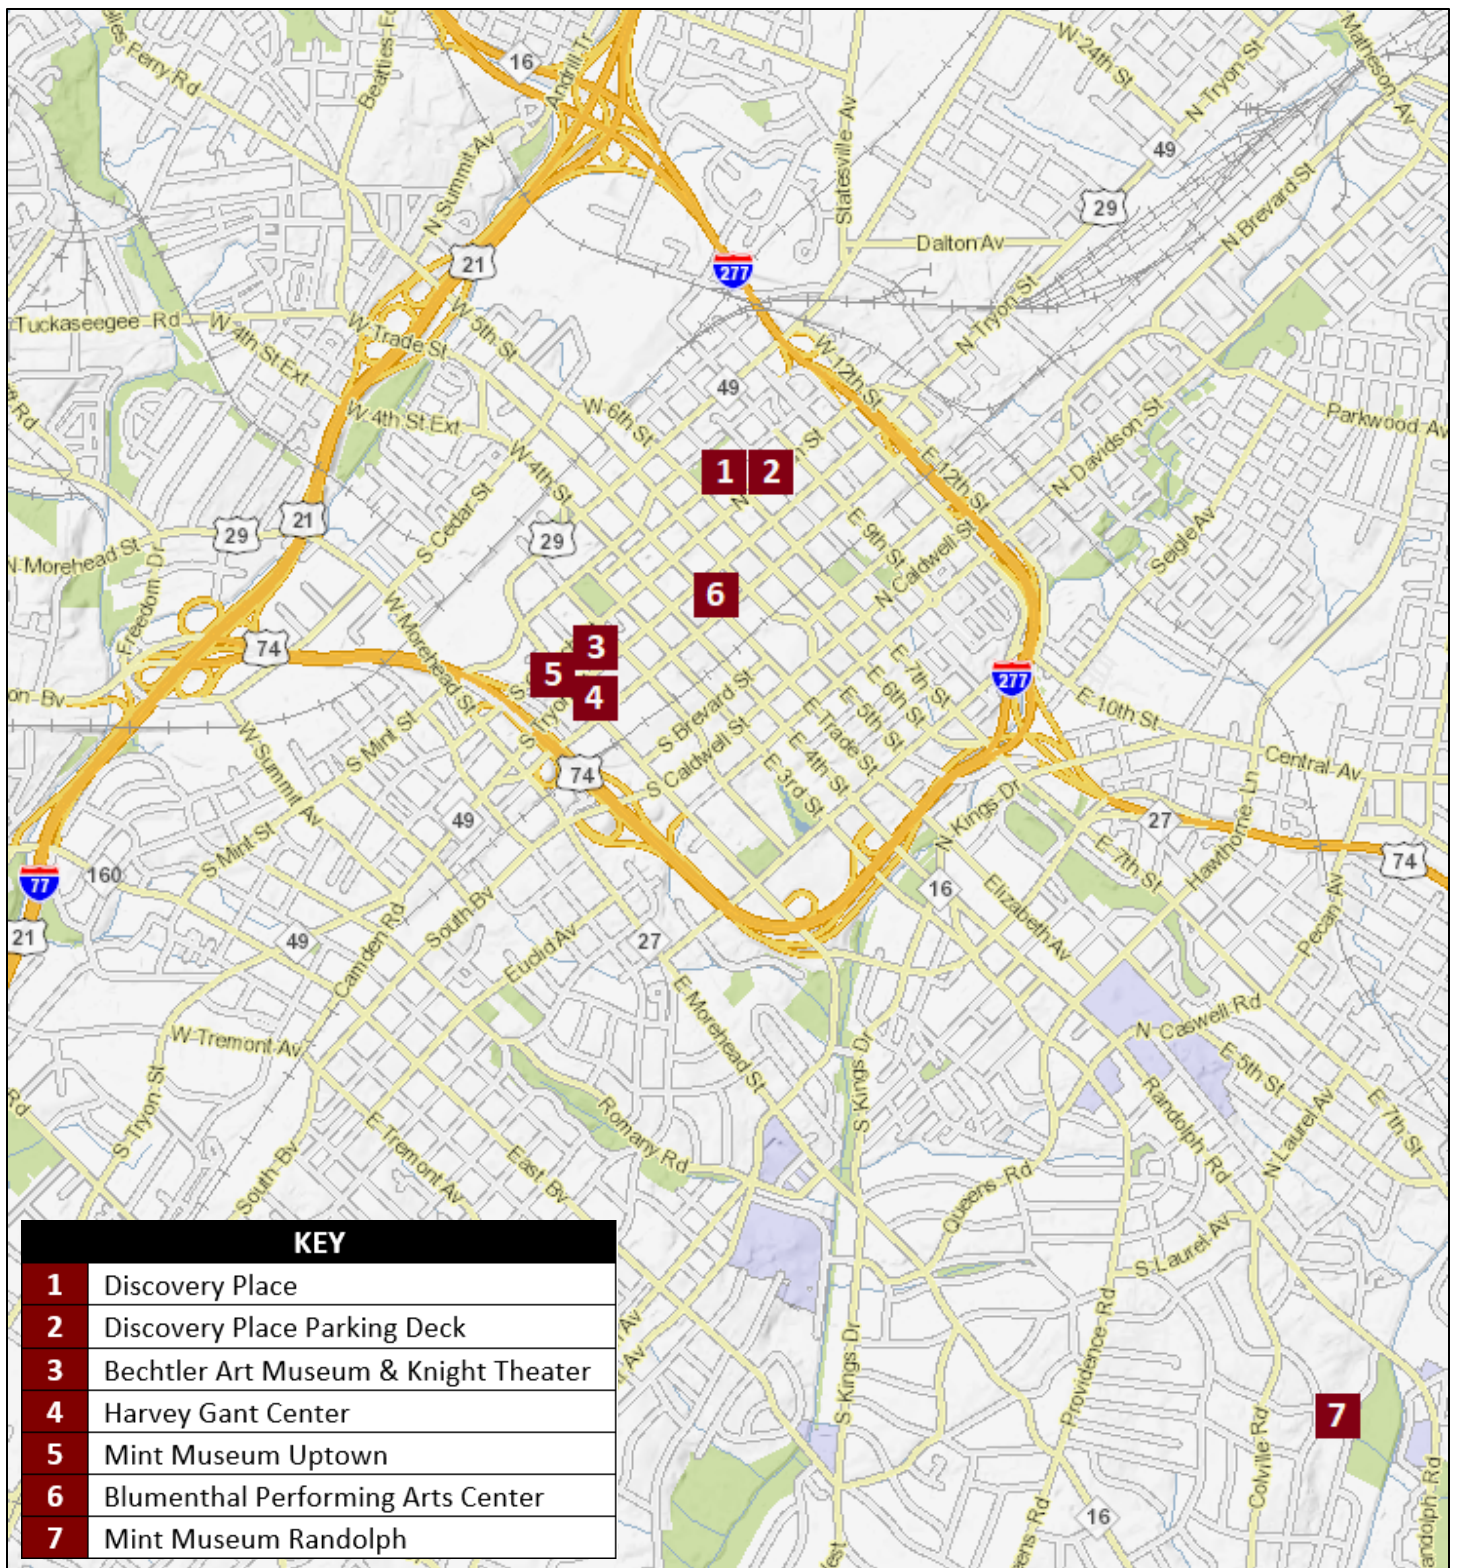 16
Andrill Tr
Ferry Rd
W 24th St
Matheson Av
N Tryon St
Statesville Av
N Summit Av
49
29
N Brevard St
Dalton Av
21
277
N Tryon St
W 5th St
Tuckaseegee Rd
W 4th St Ext
W Trade St
W 12th St
49
W 6th St
W 4th St Ext
Parkwood Av
N Davidson St
W 4th St
E 12th St
1
2
S Cedar St
21
29
29
E 9th St
N Caldwell St
Seigle Av
N Morehead St
Freedom Dr
W Morehead St
6
3
5
4
74
277
E 7th St
E 6th St
E 5th St
E Trade St
E 4th St
E 3rd St
S Brevard St
S Caldwell St
E 10th St
Central Av
S Mint St
W Summit Av
74
49
N Kings Dr
27
E 7th St
Hawthorne Ln
74
S Mint St
77
160
16
Elizabeth Av
South Bv
Camden Rd
Euclid Av
Pecan Av
21
49
27
E Morehead St
N Caswell Rd
W Tremont Av
S Kings Dr
E 5th St
Randolph Rd
S Tryon St
E Tremont Av
Romany Rd
E 7th St
N Laurel Av
East Bv
South Bv
Queens Rd
S Laurel Av
S Kings Dr
Providence Rd
Colville Rd
7
16
KEY
1 Discovery Place
2 Discovery Place Parking Deck
3 Bechtler Art Museum & Knight Theater
4 Harvey Gant Center
5 Mint Museum Uptown
6 Blumenthal Performing Arts Center
7 Mint Museum Randolph